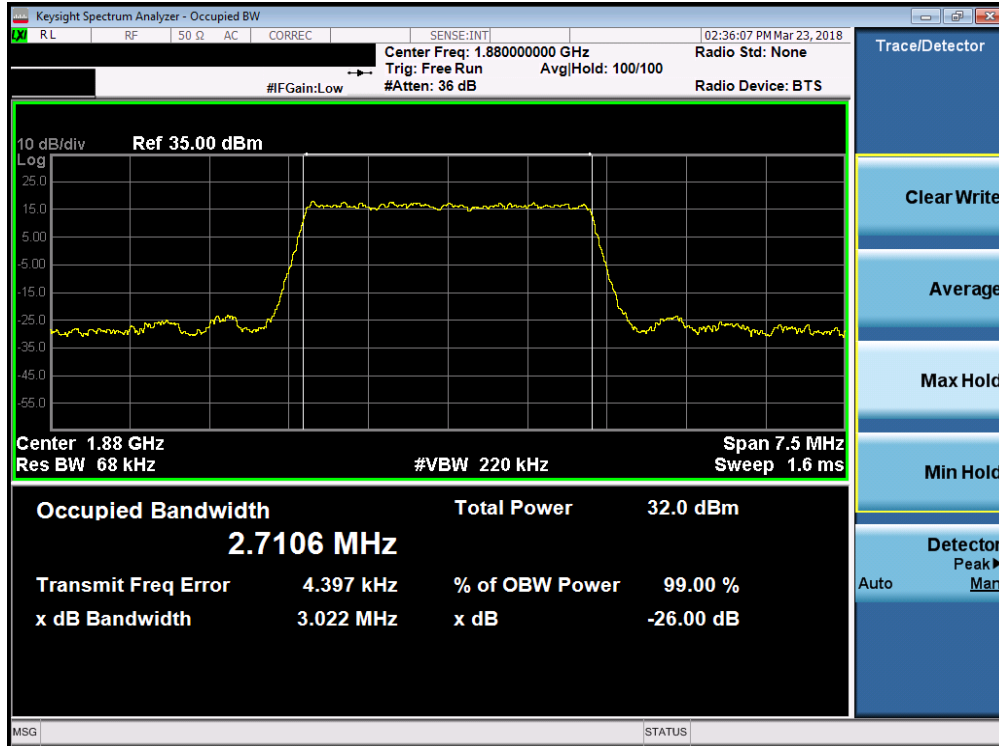 Keysight Spectrum Analyzer - Occupied BW
LXI RL RF 50 Ω AC CORREC SENSE:INT 02:36:07 PM Mar 23, 2018
Center Freq: 1.880000000 GHz Radio Std: None
Trig: Free Run Avg|Hold: 100/100
#IFGain:Low #Atten: 36 dB Radio Device: BTS
Trace/Detector
10 dB/div Ref 35.00 dBm
Log
25.0
15.0
5.00
-5.00
-15.0
-25.0
-35.0
-45.0
-55.0
Center 1.88 GHz Span 7.5 MHz
Res BW 68 kHz #VBW 220 kHz Sweep 1.6 ms
Occupied Bandwidth Total Power 32.0 dBm
2.7106 MHz
Transmit Freq Error 4.397 kHz % of OBW Power 99.00 %
x dB Bandwidth 3.022 MHz x dB -26.00 dB
Clear Write
Average
Max Hold
Min Hold
Detector
Peak
Auto Man
MSG STATUS